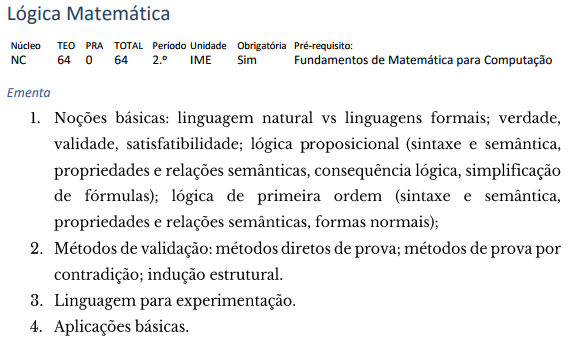 Lógica Matemática
Núcleo TEO PRA TOTAL Período Unidade Obrigatória Pré-requisito:
NC 64 0 64 2.º IME Sim Fundamentos de Matemática para Computação
Ementa
1. Noções básicas: linguagem natural vs linguagens formais; verdade,
validade, satisfatibilidade; lógica proposicional (sintaxe e semântica,
propriedades e relações semânticas, consequência lógica, simplificação
de fórmulas); lógica de primeira ordem (sintaxe e semântica,
propriedades e relações semânticas, formas normais);
2. Métodos de validação: métodos diretos de prova; métodos de prova por
contradição; indução estrutural.
3. Linguagem para experimentação.
4. Aplicações básicas.